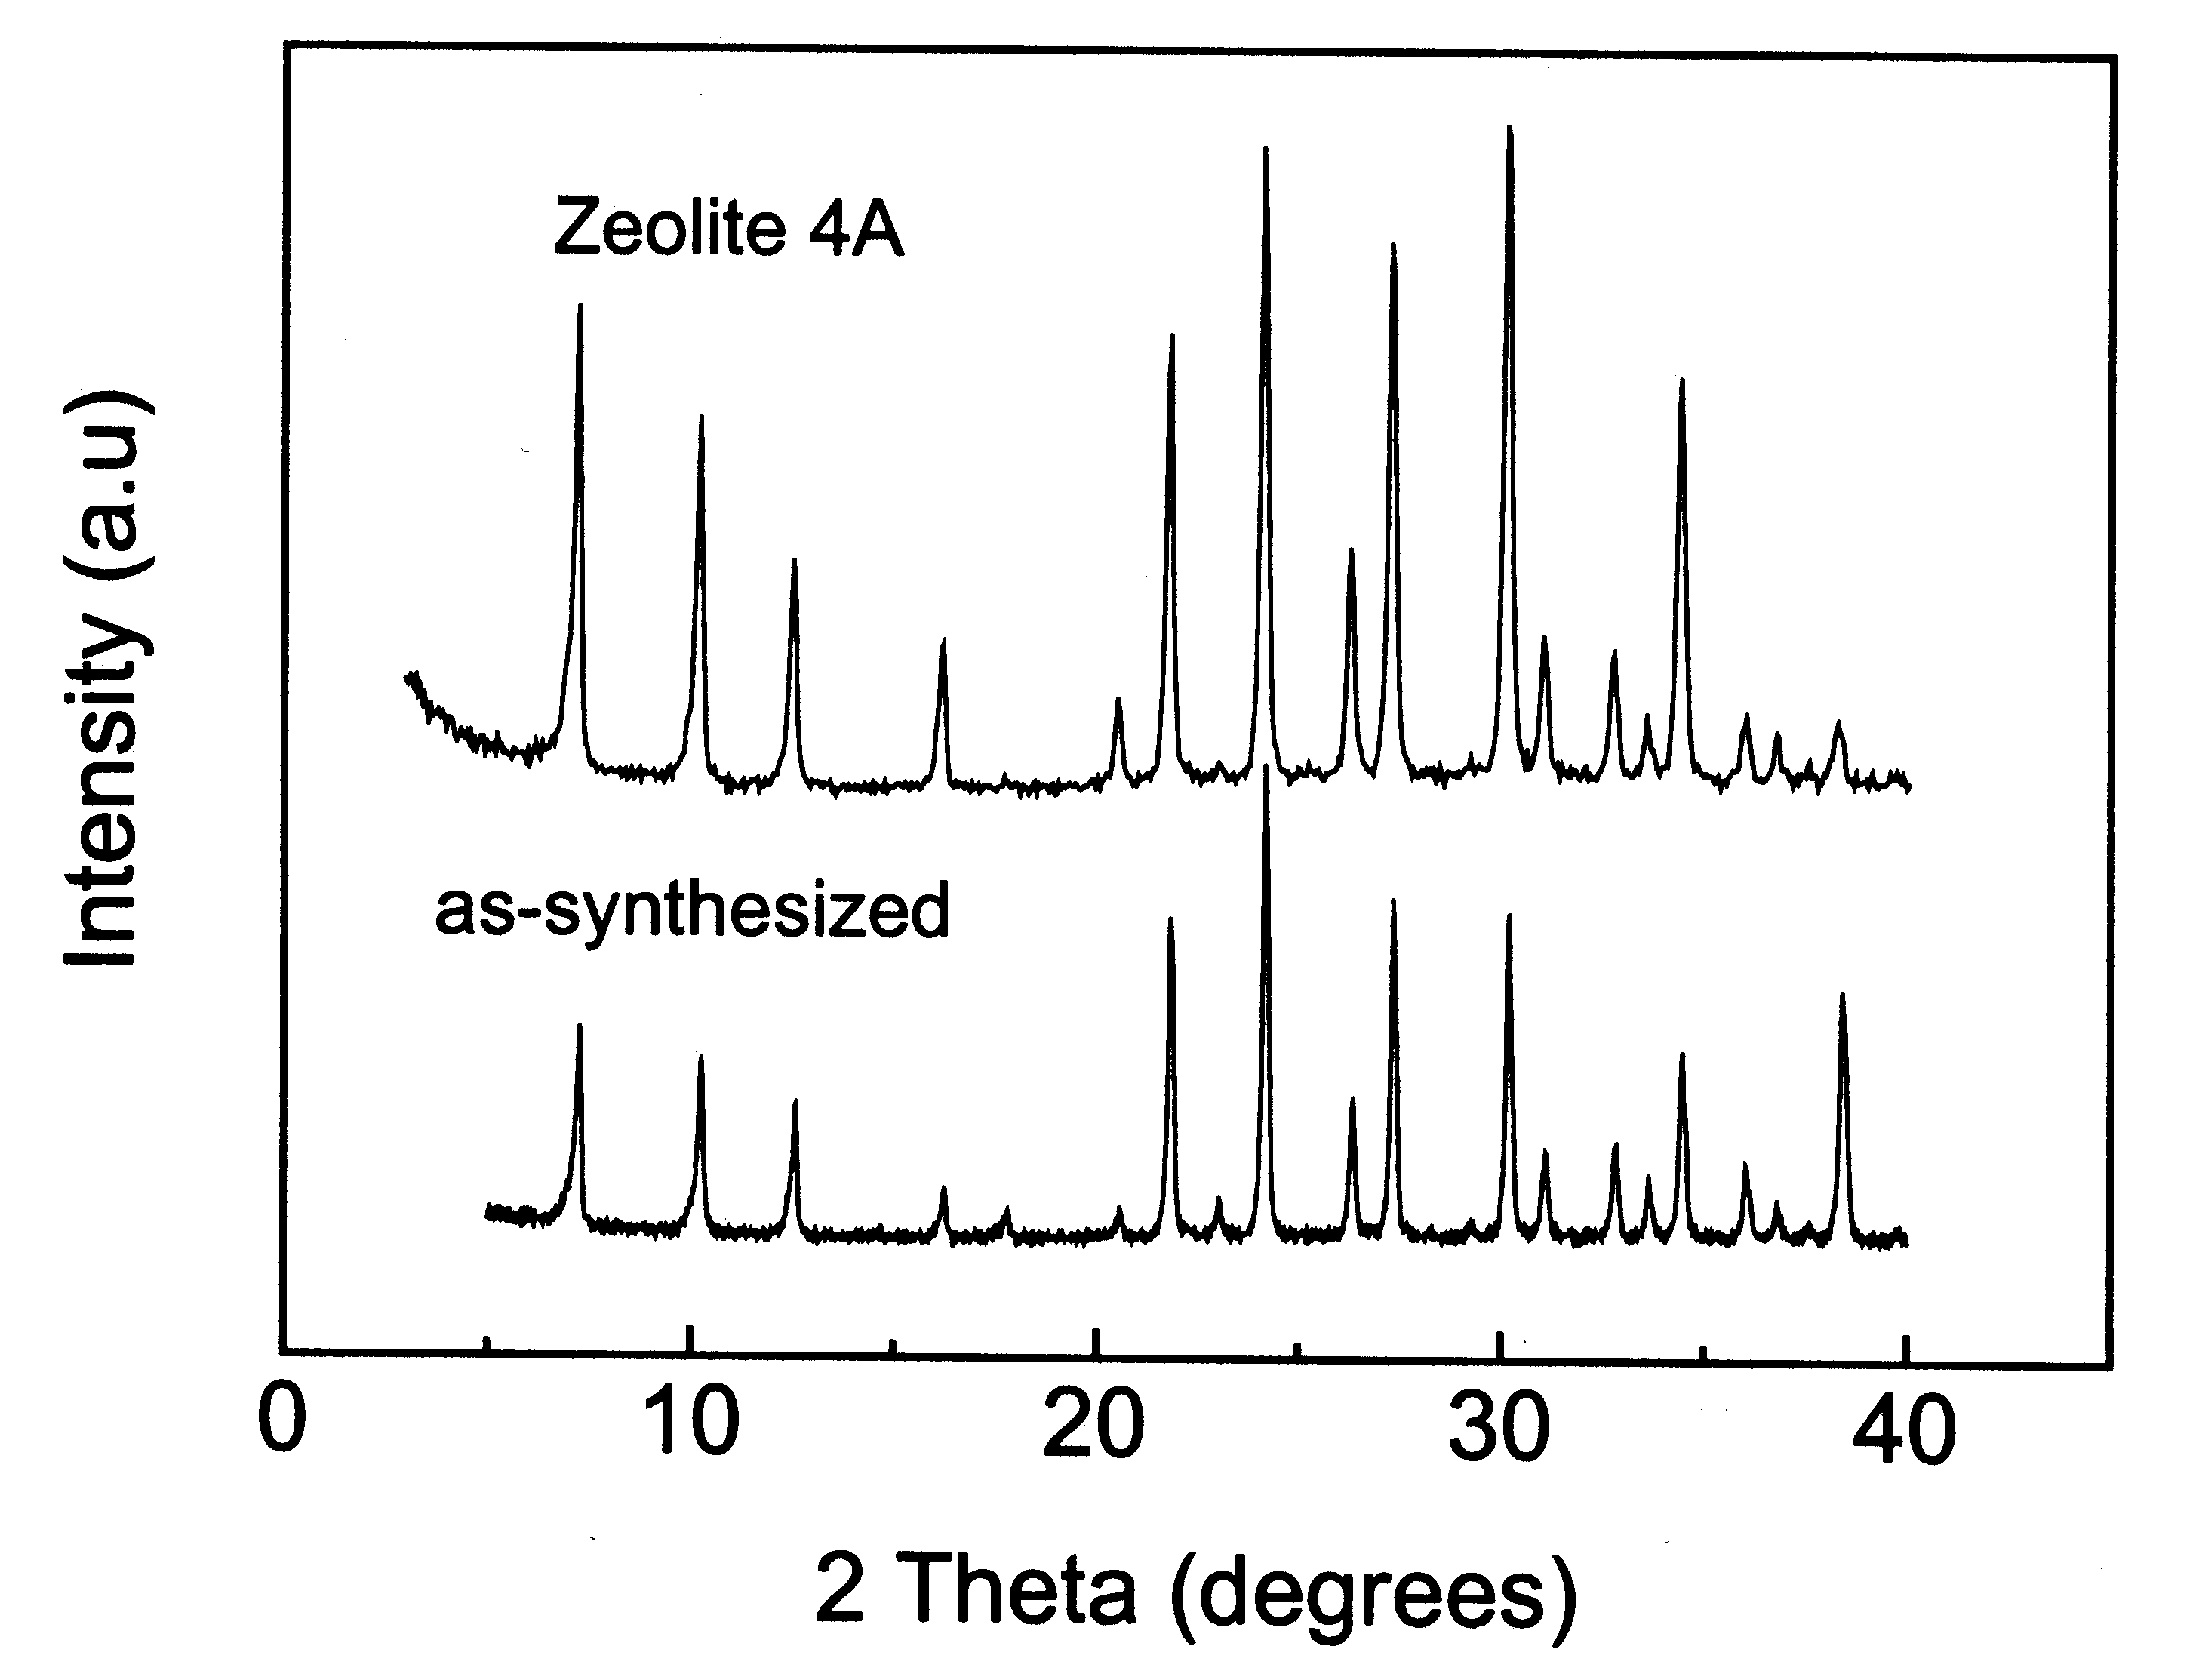 Zeolite 4A
Intensity (a.u)
as-synthesized
0 10 20 30 40
2 Theta (degrees)